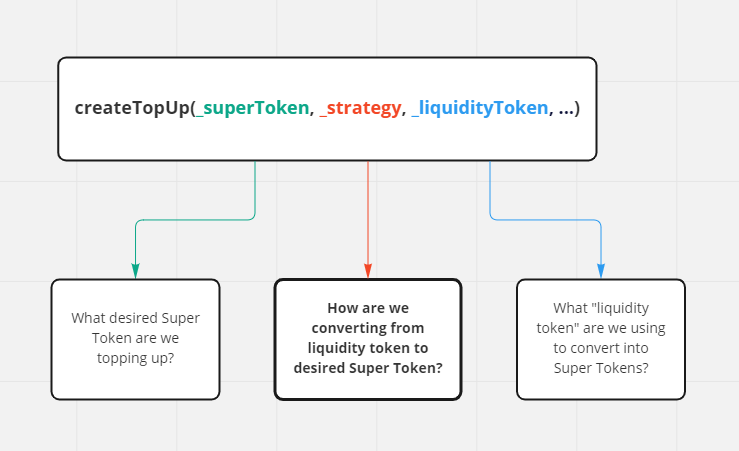 createTopUp(_superToken, _strategy, _liquidityToken, ...)
What desired Super
Token are we
topping up?
How are we
converting from
liquidity token to
desired Super Token?
What "liquidity
token" are we using
to convert into
Super Tokens?